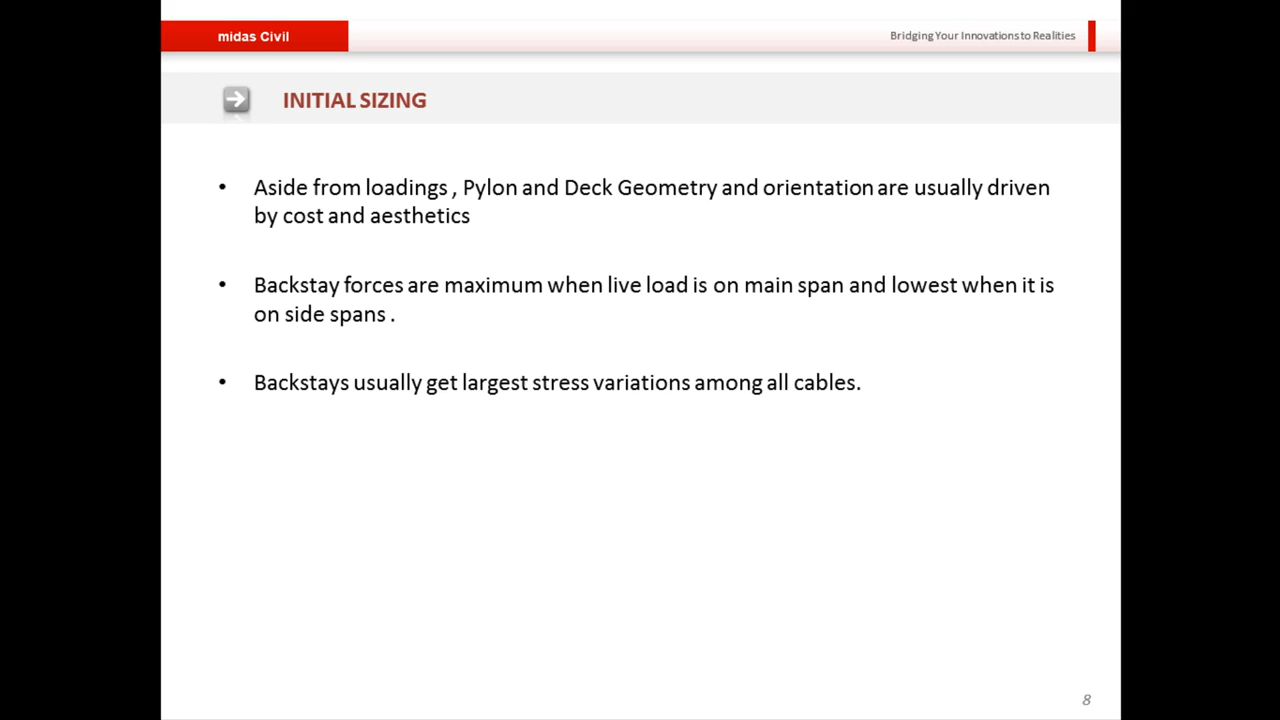 midas Civil
Bridging Your Innovations to Realities
INITIAL SIZING
• Aside from loadings , Pylon and Deck Geometry and orientation are usually driven
by cost and aesthetics
• Backstay forces are maximum when live load is on main span and lowest when it is
on side spans .
• Backstays usually get largest stress variations among all cables.
8